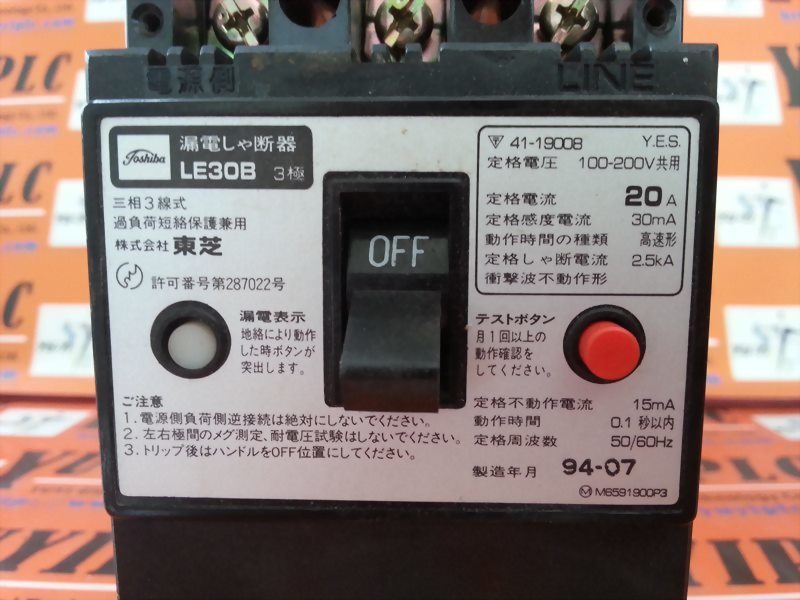 電源側
LINE
Toshiba
漏電しゃ断器
LE30B 3極
三相3線式
過負荷短絡保護兼用
株式会社 東芝
許可番号第287022号
漏電表示
地絡により動作
した時ボタンが
突出します。
OFF
41-19008 Y.E.S.
定格電圧 100-200V共用
定格電流 20A
定格感度電流 30mA
動作時間の種類 高速形
定格しゃ断電流 2.5kA
衝撃波不動作形
テストボタン
月1回以上の
動作確認を
してください。
ご注意
1. 電源側負荷側逆接続は絶対にしないでください。
2. 左右極間のメグ測定、耐電圧試験はしないでください。
3. トリップ後はハンドルをOFF位置にしてください。
定格不動作電流 15mA
動作時間 0.1秒以内
定格周波数 50/60Hz
製造年月 94-07
M M6591900P3